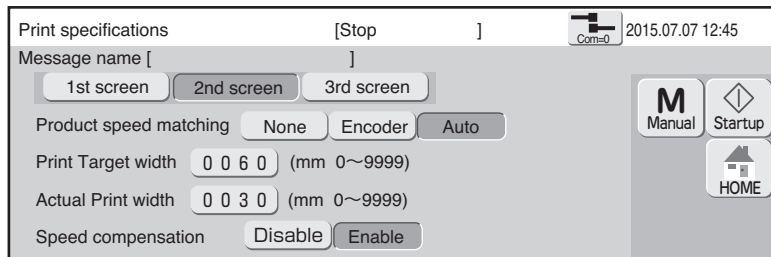 Print specifications [Stop ] Com=0 2015.07.07 12:45
Message name [ ]
1st screen 2nd screen 3rd screen
M
Manual Startup
Product speed matching None Encoder Auto
Print Target width 0 0 6 0 (mm 0～9999)
HOME
Actual Print width 0 0 3 0 (mm 0～9999)
Speed compensation Disable Enable